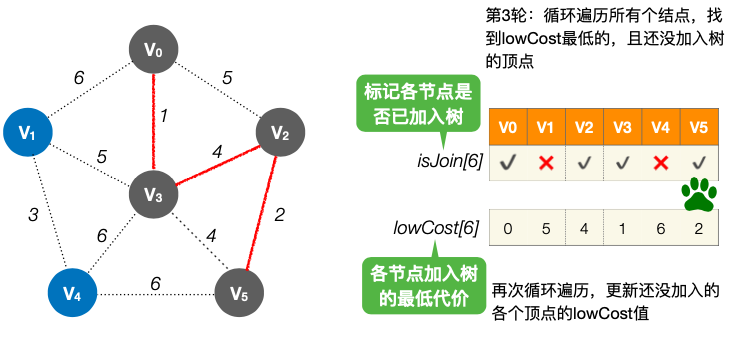 V0
6
5
V1
1
V2
5
4
V3
3
2
6
4
V4
6
V5
第3轮：循环遍历所有个结点，找
到lowCost最低的，且还没加入树
的顶点
标记各节点是
否已加入树
V0 V1 V2 V3 V4 V5
isJoin[6] ✓ ✗ ✓ ✓ ✗ ✓
lowCost[6] 0 5 4 1 6 2
各节点加入树
的最低代价
再次循环遍历，更新还没加入的
各个顶点的lowCost值